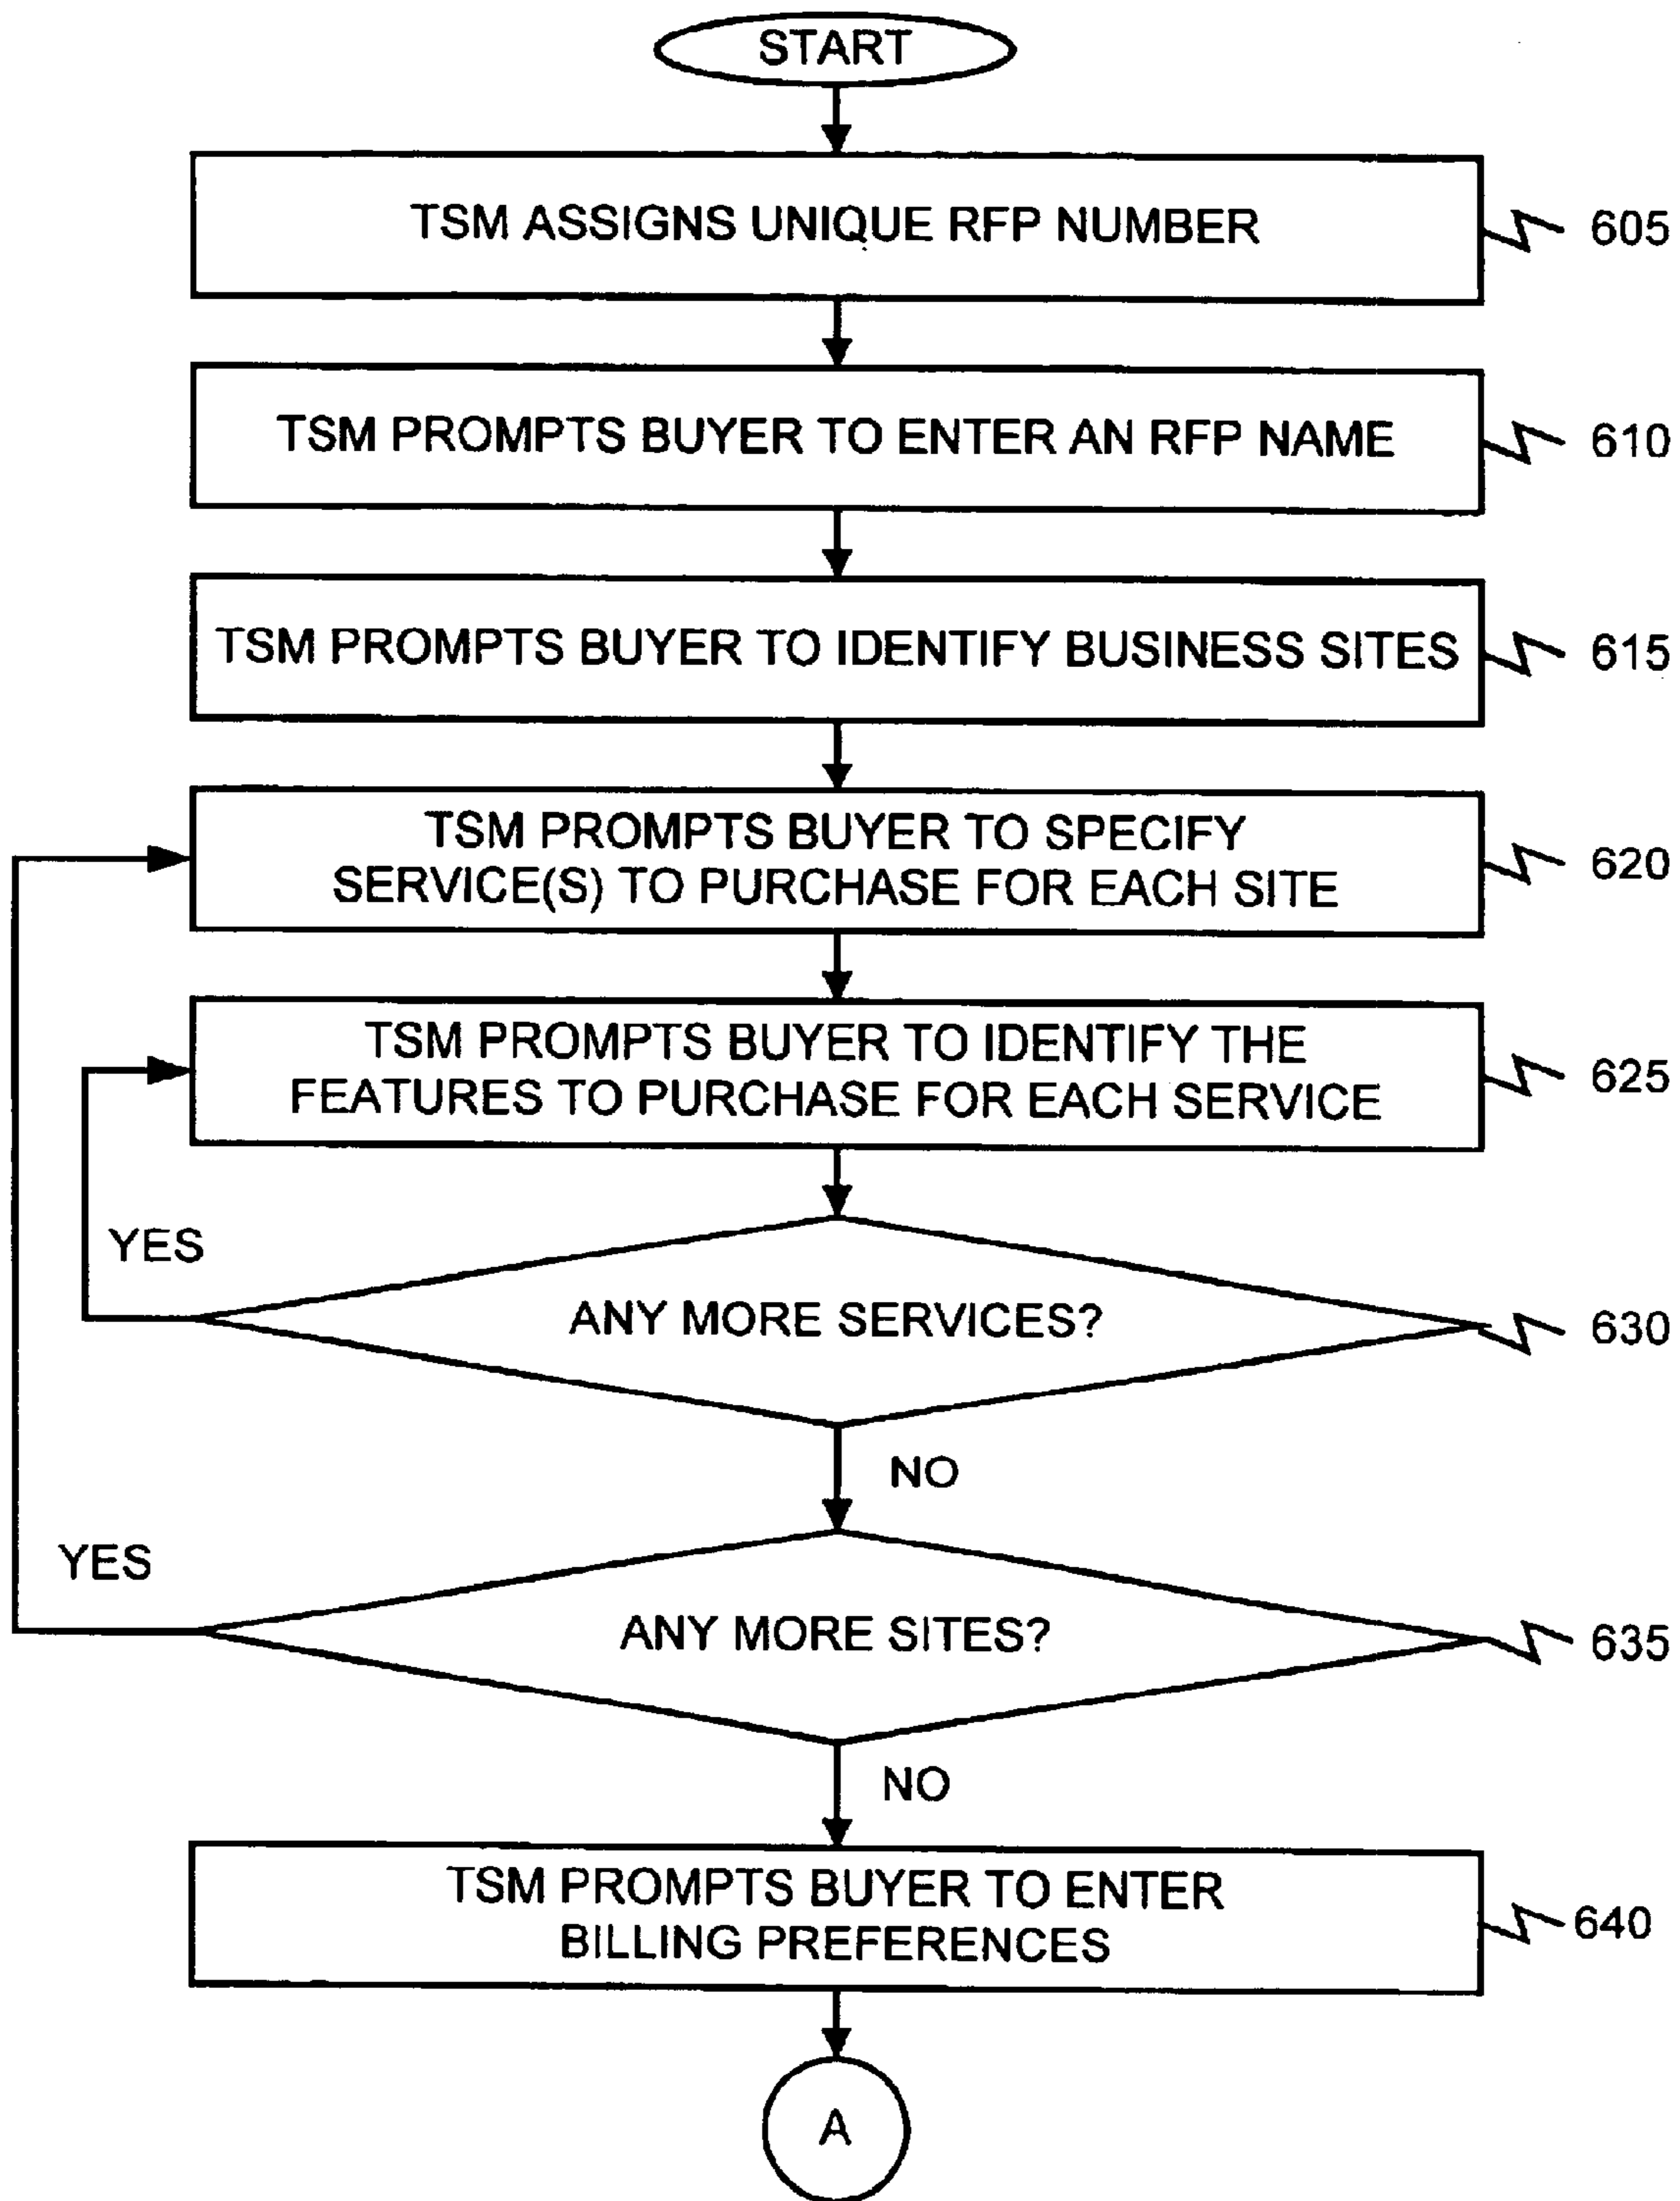 START
TSM ASSIGNS UNIQUE RFP NUMBER
605
TSM PROMPTS BUYER TO ENTER AN RFP NAME
610
TSM PROMPTS BUYER TO IDENTIFY BUSINESS SITES
615
TSM PROMPTS BUYER TO SPECIFY
SERVICE(S) TO PURCHASE FOR EACH SITE
620
TSM PROMPTS BUYER TO IDENTIFY THE
FEATURES TO PURCHASE FOR EACH SERVICE
625
YES
ANY MORE SERVICES?
630
NO
YES
ANY MORE SITES?
635
NO
TSM PROMPTS BUYER TO ENTER
BILLING PREFERENCES
640
A